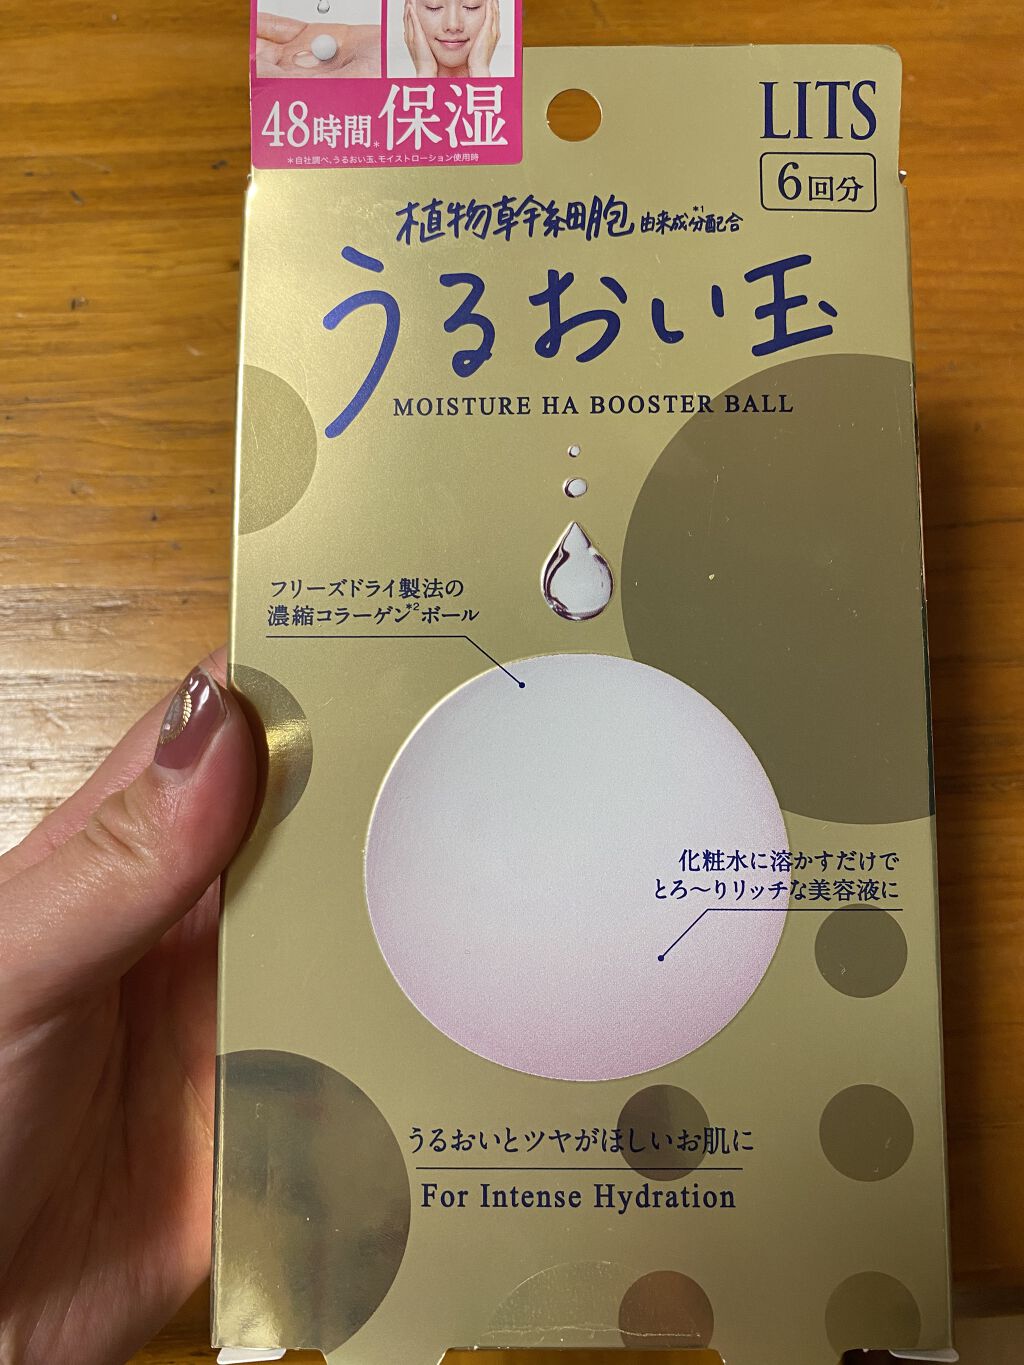 48時間*保湿
*自社調べ、うるおい玉、モイストローション使用時
LITS
6回分
植物幹細胞由来成分*1配合
うるおい玉
MOISTURE HA BOOSTER BALL
フリーズドライ製法の
濃縮コラーゲン*2ボール
化粧水に溶かすだけで
とろ〜りリッチな美容液に
うるおいとツヤがほしいお肌に
For Intense Hydration